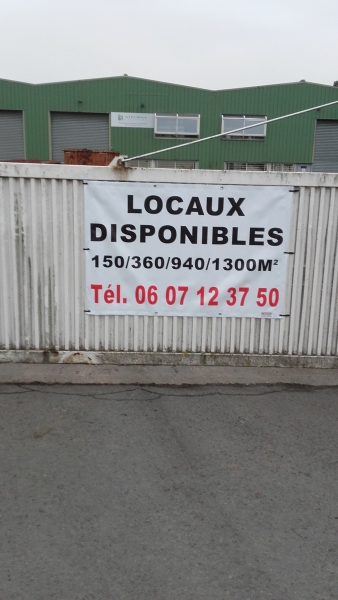 LOCAUX
DISPONIBLES
150/360/940/1300M²
Tél. 06 07 12 37 50